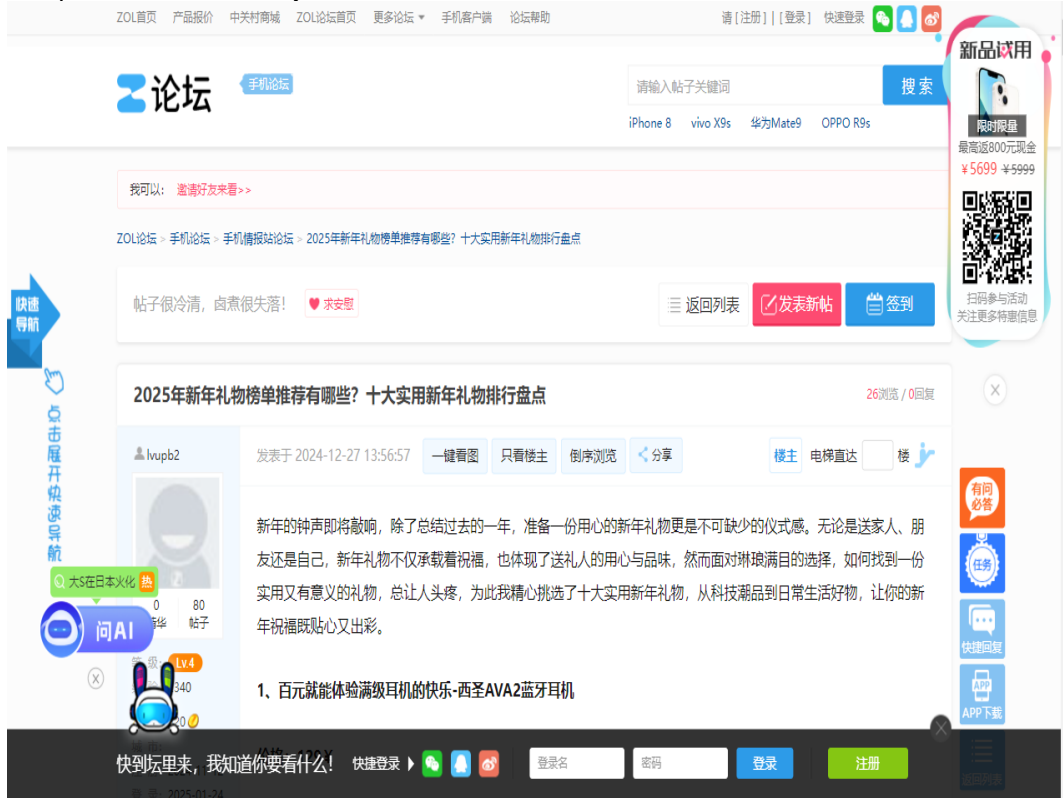 ZOL首页 产品报价 中关村商城 ZOL论坛首页 更多论坛 手机客户端 论坛帮助 请 [ 注册 ] | [ 登录 ] 快速登录
论坛 手机论坛
请输入帖子关键词 搜索
iPhone 8 vivo X9s 华为Mate9 OPPO R9s
新品试用
限时限量
最高返800元现金
¥5699 ¥5999
扫码参与活动
关注更多特惠信息
我可以： 邀请好友来看>>
ZOL论坛 > 手机论坛 > 手机情报站论坛 > 2025年新年礼物榜单推荐有哪些？十大实用新年礼物排行盘点
快速
导航
点击展开快速导航
帖子很冷清，卤煮很失落！ 求安慰 返回列表 发表新帖 签到
2025年新年礼物榜单推荐有哪些？十大实用新年礼物排行盘点 26浏览 / 0回复
lvupb2 发表于 2024-12-27 13:56:57 一键看图 只看楼主 倒序浏览 分享 楼主 电梯直达 楼
新年的钟声即将敲响，除了总结过去的一年，准备一份用心的新年礼物更是不可缺少的仪式感。无论是送家人、朋
友还是自己，新年礼物不仅承载着祝福，也体现了送礼人的用心与品味，然而面对琳琅满目的选择，如何找到一份
实用又有意义的礼物，总让人头疼，为此我精心挑选了十大实用新年礼物，从科技潮品到日常生活好物，让你的新
年祝福既贴心又出彩。
1、百元就能体验满级耳机的快乐-西圣AVA2蓝牙耳机
大S在日本火化 热
0 80
华 帖子
问AI
Lv.4
340
有问
必答
任务
快捷回复
APP
APP下载
返回列表
快到坛里来，我知道你要看什么！ 快捷登录 登录名 密码 登录 注册
2025-01-24